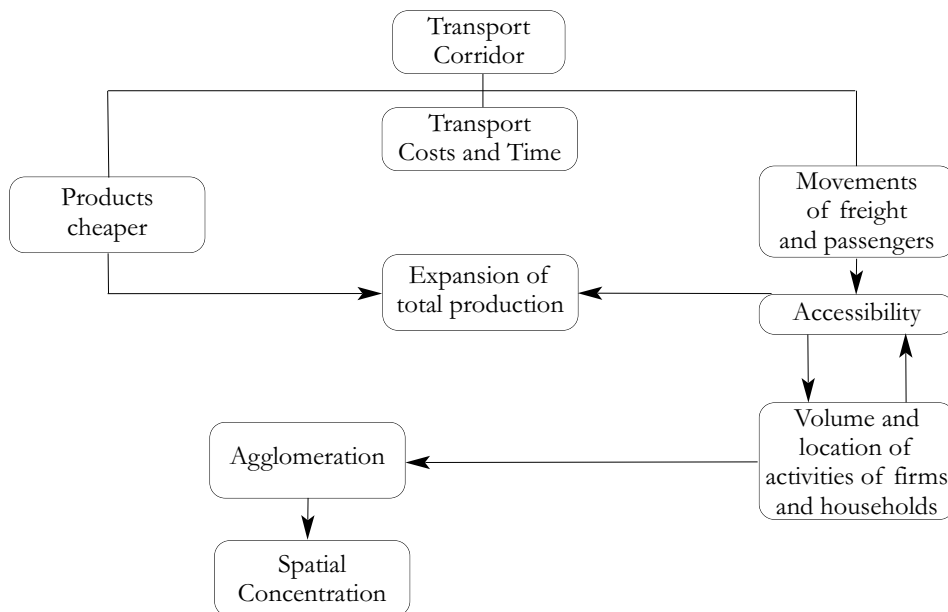 Transport
Corridor
Transport
Costs and Time
Products
cheaper
Movements
of freight
and passengers
Expansion of
total production
Accessibility
Volume and
location of
activities of firms
and households
Agglomeration
Spatial
Concentration